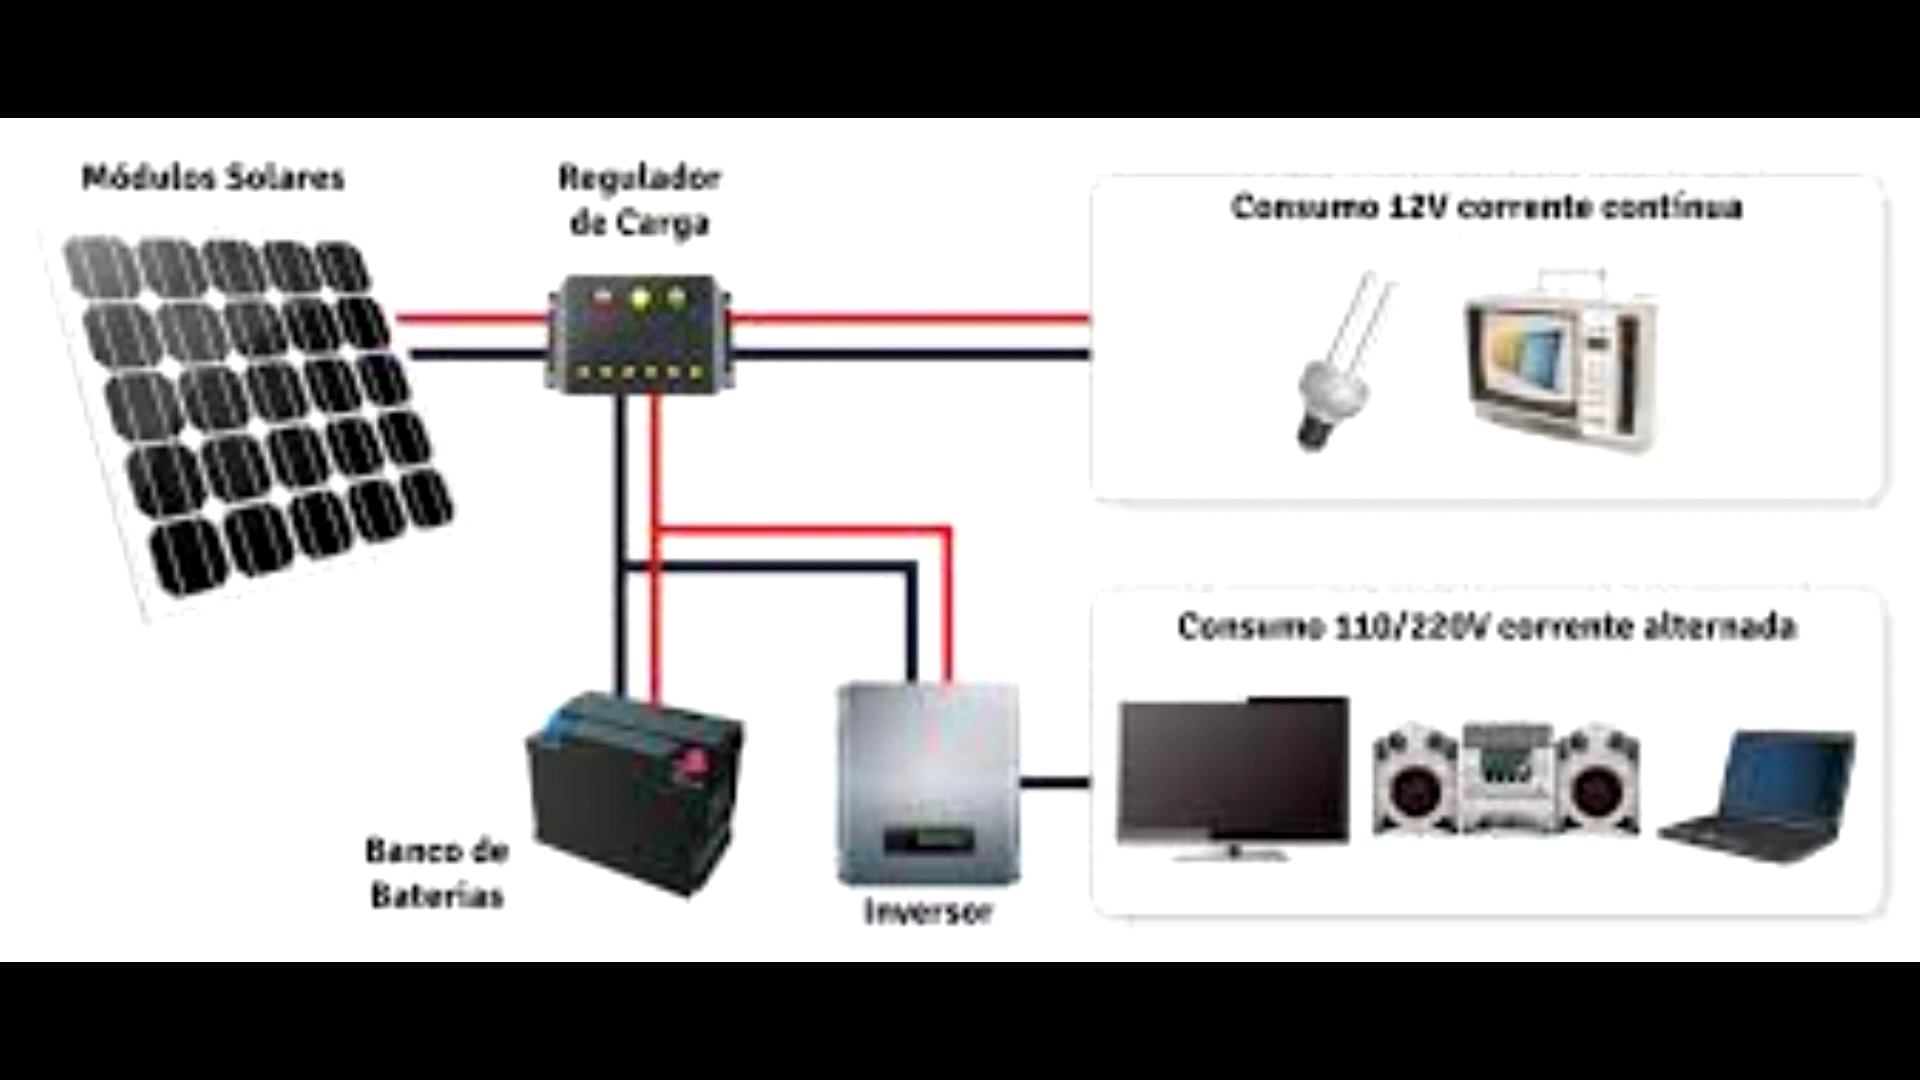 Módulos Solares
Regulador
de Carga
Consumo 12V corrente contínua
Consumo 110/220V corrente alternada
Banco de
Baterias
Inversor